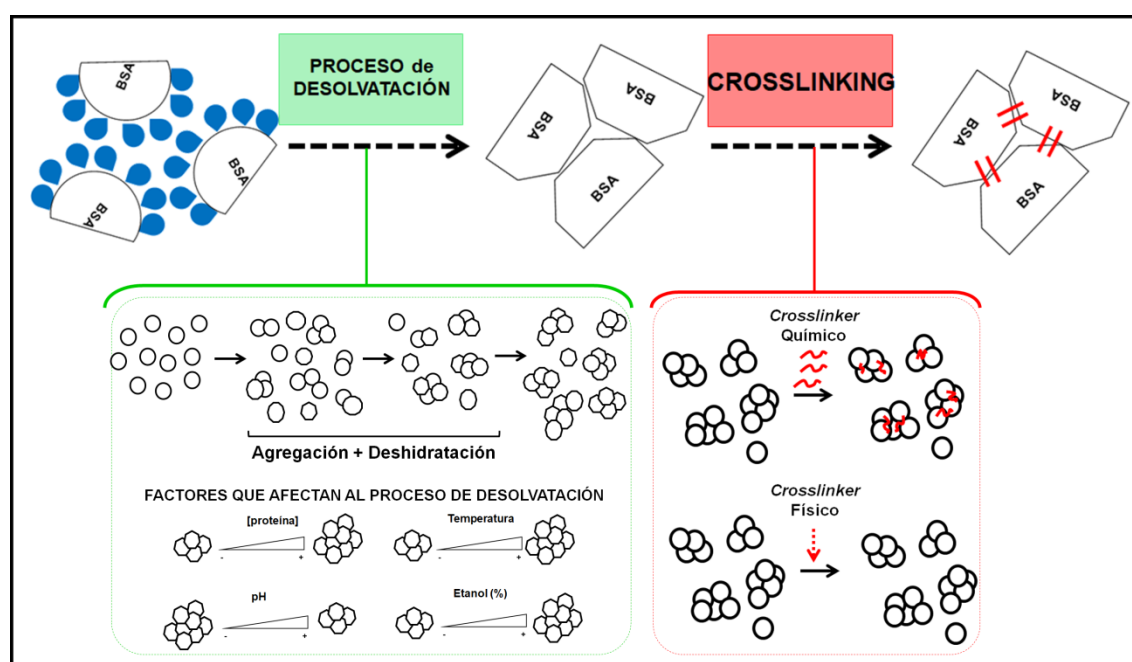 BSA
BSA
BSA
PROCESO de
DESOLVATACIÓN
BSA
BSA
BSA
CROSSLINKING
BSA
BSA
BSA
Agregación + Deshidratación
FACTORES QUE AFECTAN AL PROCESO DE DESOLVATACIÓN
[proteina]
- +
Temperatura
- +
pH
- +
Etanol (%)
- +
Crosslinker
Químico
Crosslinker
Físico